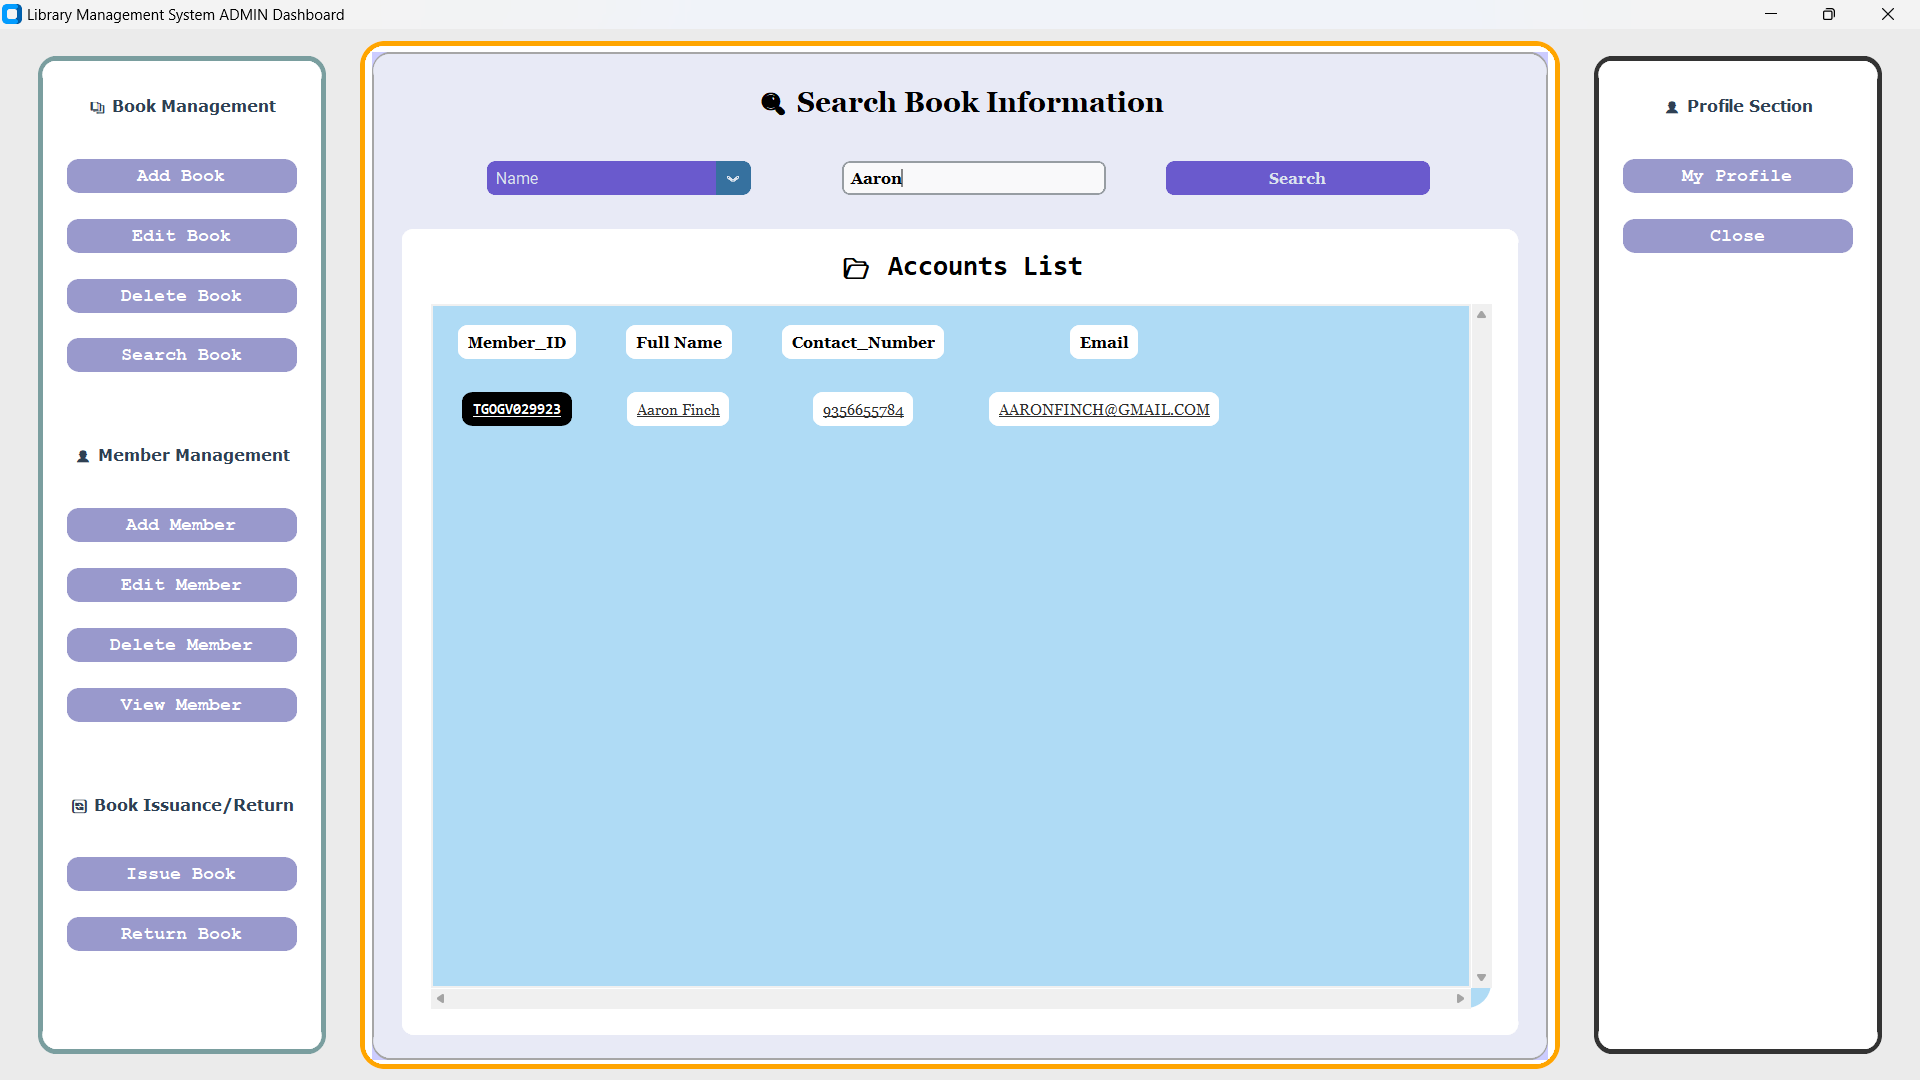 Library Management System ADMIN Dashboard
Book Management
Add Book
Edit Book
Delete Book
Search Book
Member Management
Add Member
Edit Member
Delete Member
View Member
Book Issuance/Return
Issue Book
Return Book
Search Book Information
Name
Aaron
Search
Accounts List
Member_ID Full Name Contact_Number Email
TGOGV029923 Aaron Finch 9356655784 AARONFINCH@GMAIL.COM
Profile Section
My Profile
Close